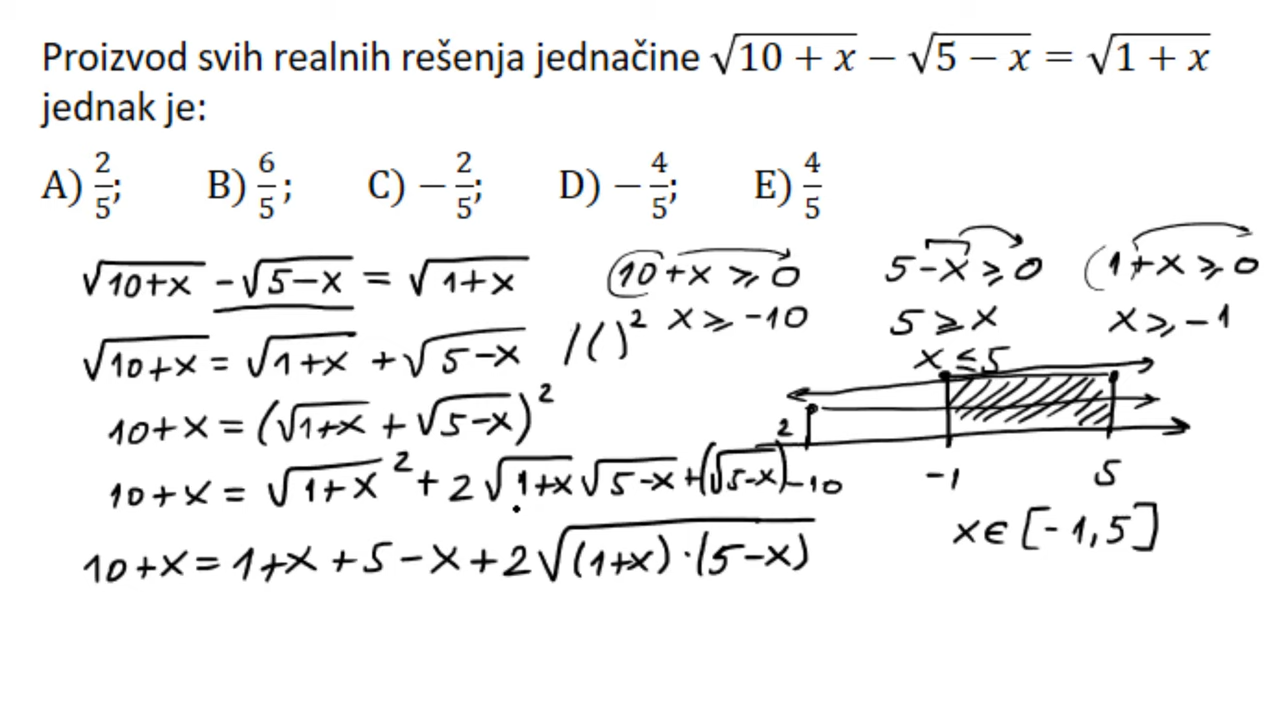 Proizvod svih realnih rešenja jednačine √(10 + x) − √(5 − x) = √(1 + x)
jednak je:
A) 2/5; B) 6/5; C) − 2/5; D) − 4/5; E) 4/5
√(10+x) - √(5-x) = √(1+x)
√(10+x) = √(1+x) + √(5-x) /( )²
10+x = (√(1+x) + √(5-x))²
10+x = √(1+x)² + 2√(1+x)√(5-x) + (√(5-x))²
10+x = 1+x+5-x+2√((1+x)·(5-x))
10+x ≥ 0
x ≥ -10
5-x ≥ 0
5 ≥ x
x ≤ 5
1+x ≥ 0
x ≥ -1
-10 -1 5
x ∈ [-1,5]